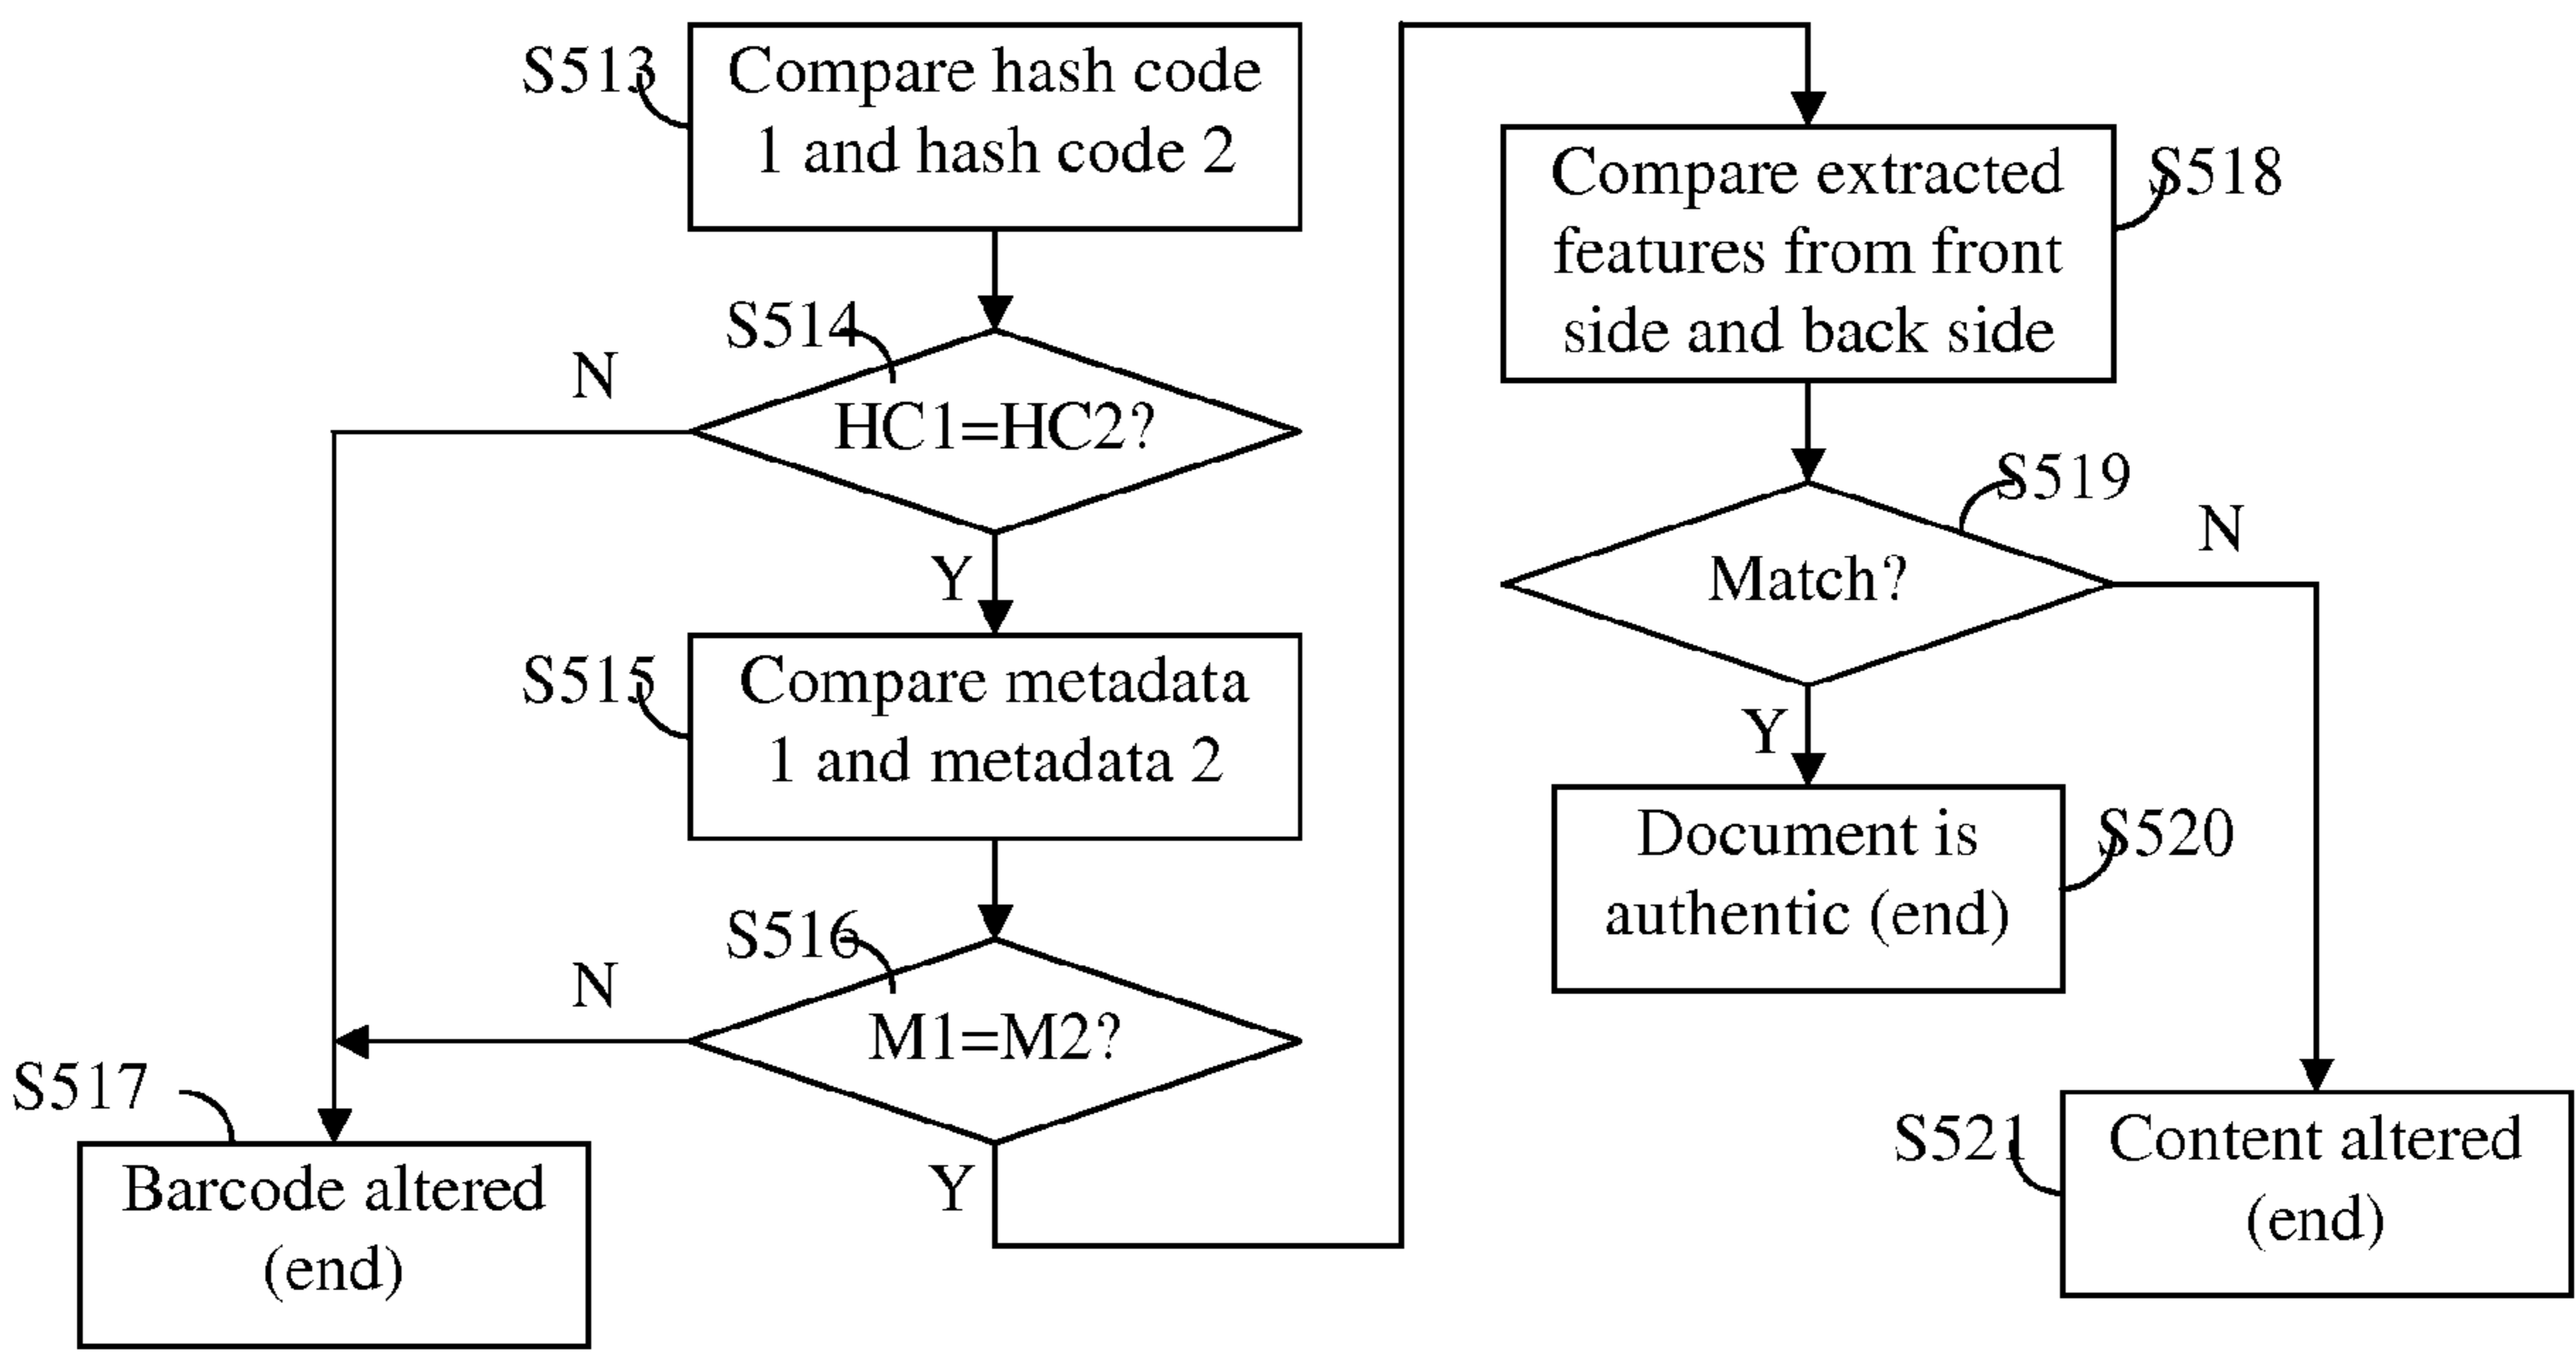 S513
Compare hash code
1 and hash code 2
S514
N
HC1=HC2?
Y
S515
Compare metadata
1 and metadata 2
S516
N
M1=M2?
Y
S517
Barcode altered
(end)
Compare extracted
features from front
side and back side
S518
S519
Match?
N
Y
Document is
authentic (end)
S520
S521
Content altered
(end)